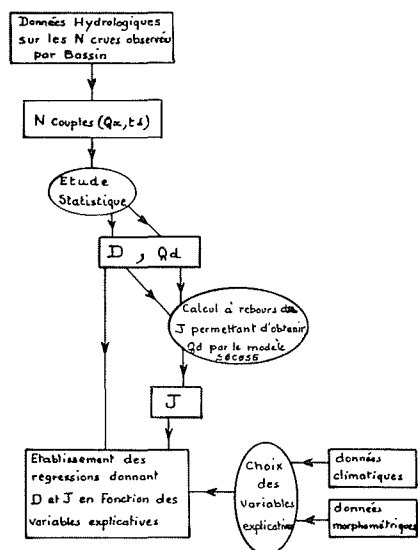 Données Hydrologiques
sur les N crues observée
par Bassin
N Couples (Qx, ts)
Etude
Statistique
D , Qd
Calcul à rebours de
J permettant d'obtenir
Qd par le modèle
SOCOSE
J
Etablissement des
regressions donnant
D et J en Fonction des
variables explicatives
Choix
des
Variables
explicative
données
climatiques
données
morphométriques